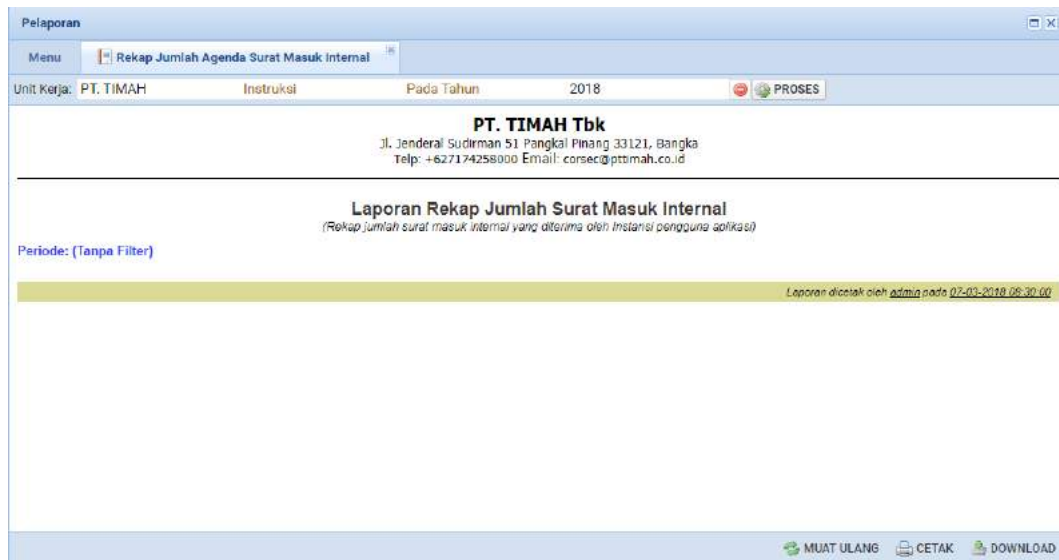 Pelaporan
Menu Rekap Jumlah Agenda Surat Masuk Internal
Unit Kerja: PT. TIMAH Instruksi Pada Tahun 2018 PROSES
PT. TIMAH Tbk
Jl. Jenderal Sudirman 51 Pangkal Pinang 33121, Bangka
Telp: +627174258000 Email: corsec@pttimah.co.id
Laporan Rekap Jumlah Surat Masuk Internal
(Rekap jumlah surat masuk internal yang diterima oleh Instansi pengguna aplikasi)
Periode: (Tanpa Filter)
Laporan dicetak oleh admin pada 07-03-2018 08:30:00
MUAT ULANG CETAK DOWNLOAD